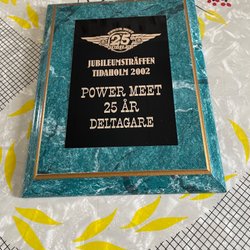 25
JUBILEUMSTRÄFFEN
TIDAHOLM 2002
POWER MEET
25 ÅR
DELTAGARE